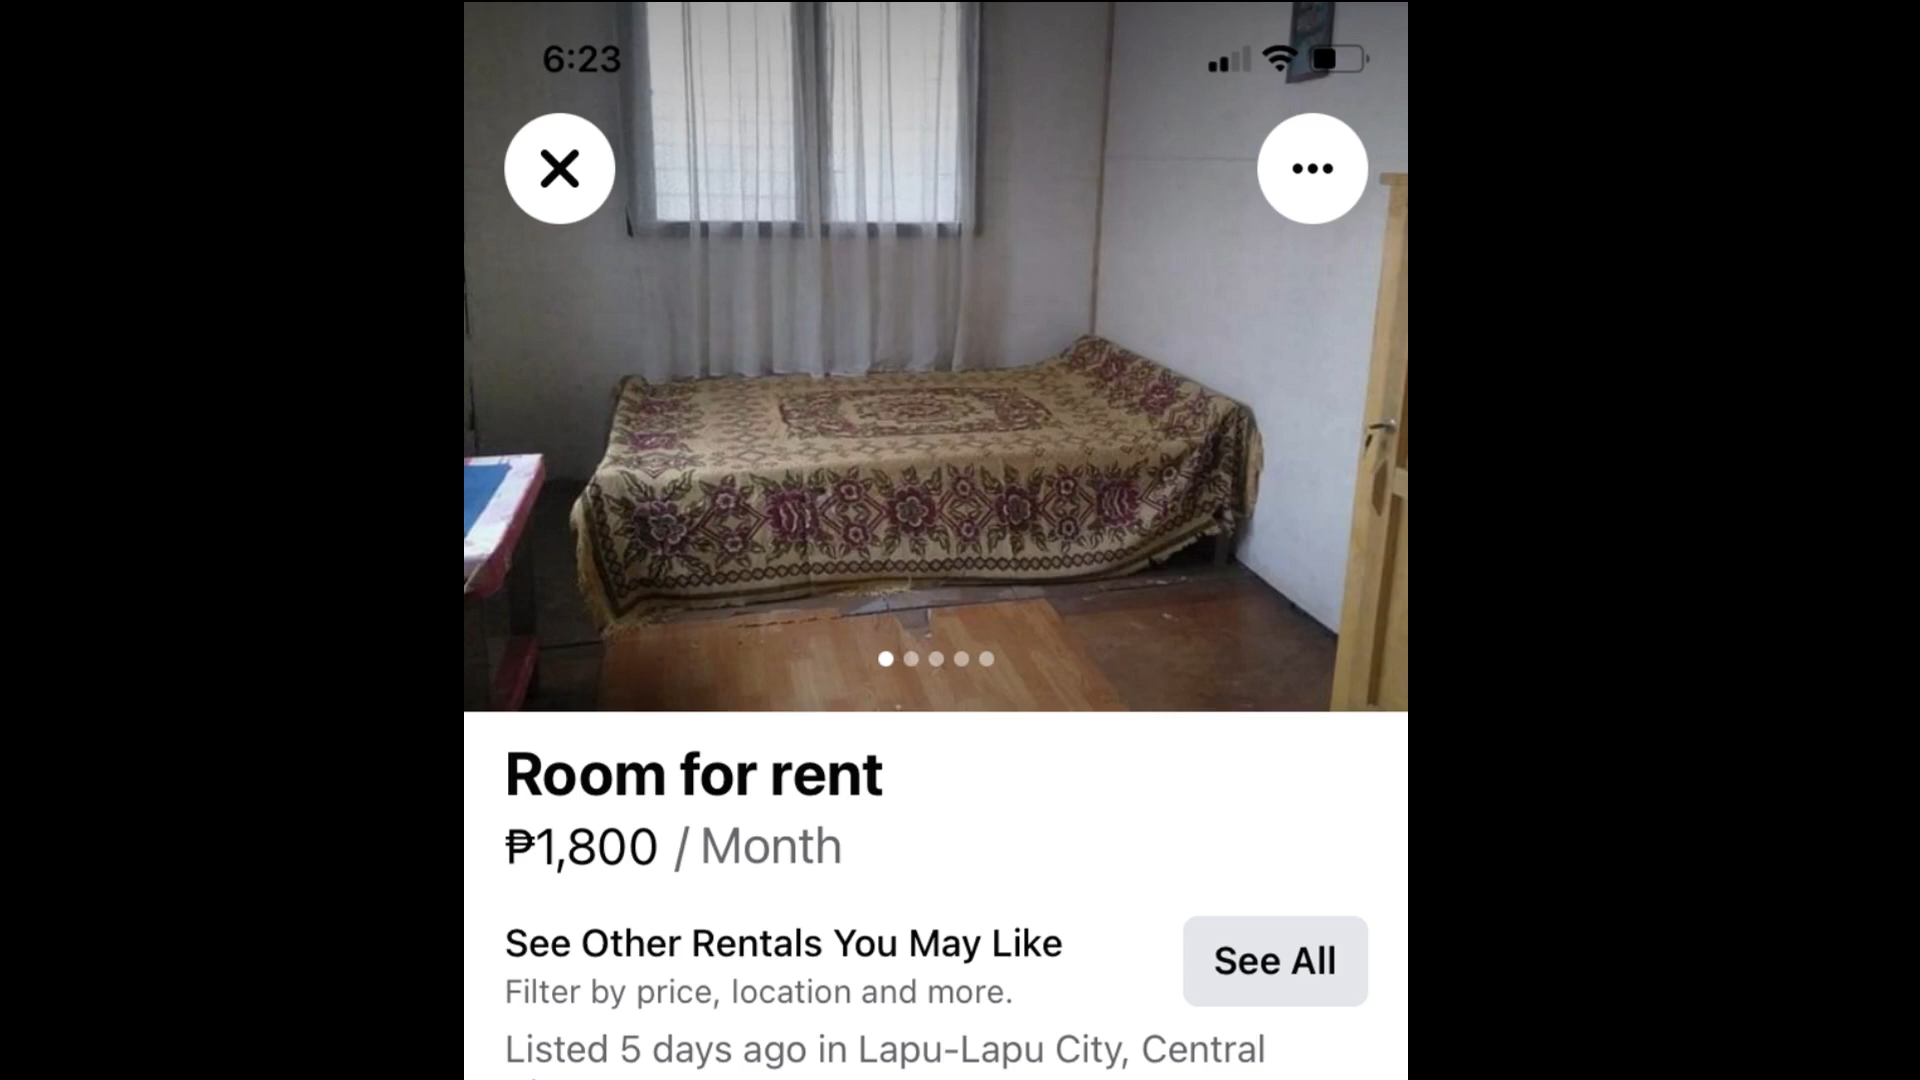 6:23
Room for rent
₱1,800 / Month
See Other Rentals You May Like
See All
Filter by price, location and more.
Listed 5 days ago in Lapu-Lapu City, Central